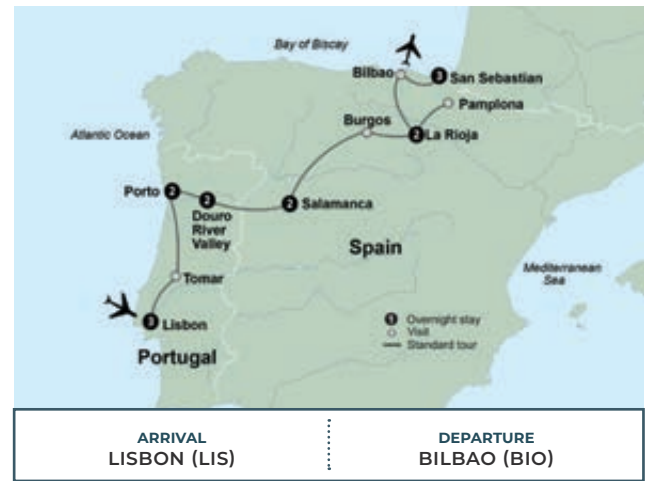 Bay of Biscay
Bilbao
3 San Sebastian
Pamplona
Burgos
2 La Rioja
Atlantic Ocean
Porto 2
2
Douro
River
Valley
2 Salamanca
Spain
Mediterranean
Sea
Tomar
3 Lisbon
Portugal
1 Overnight stay
Visit
Standard tour
ARRIVAL
LISBON (LIS)
DEPARTURE
BILBAO (BIO)